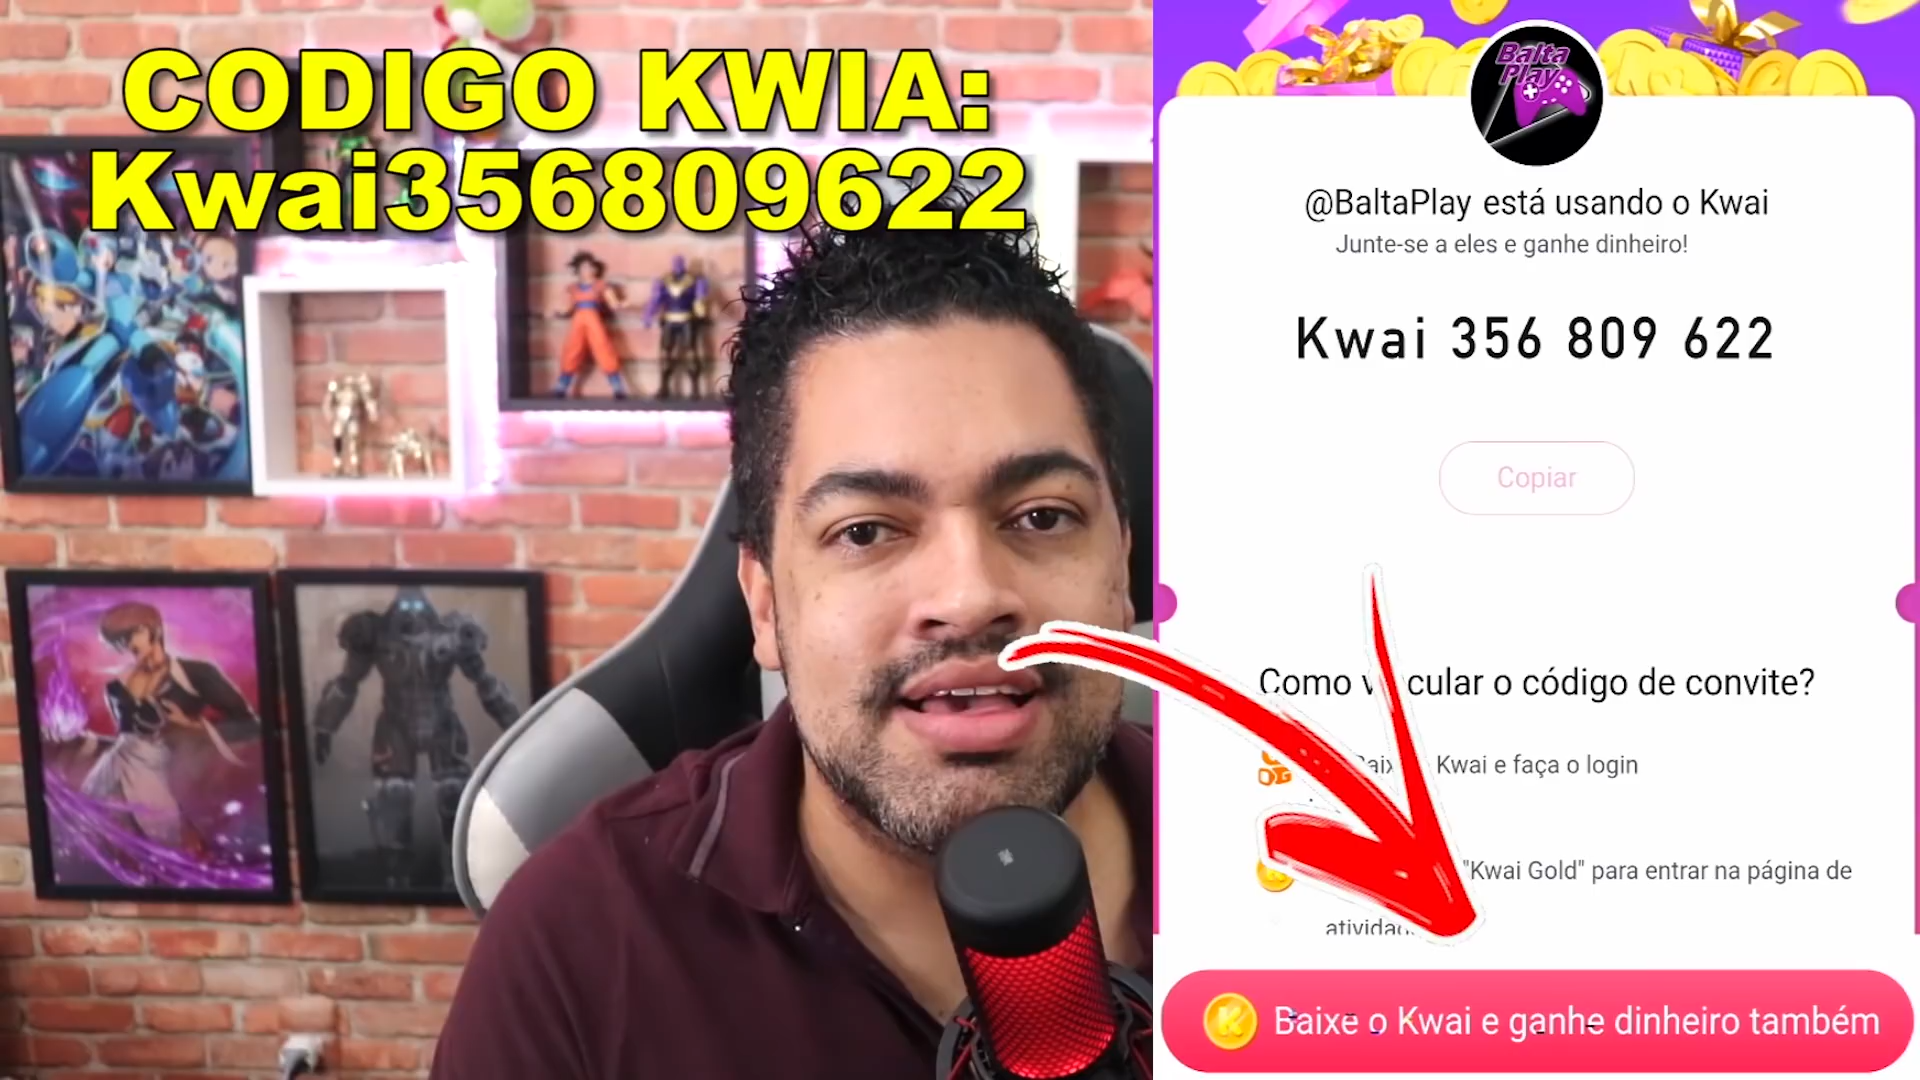 CODIGO KWIA:
Kwai356809622
Balta
Play
@BaltaPlay está usando o Kwai
Junte-se a eles e ganhe dinheiro!
Kwai 356 809 622
Copiar
Como cular o código de convite?
Kwai e faça o login
"Kwai Gold" para entrar na página de
Baixe o Kwai e ganhe dinheiro também